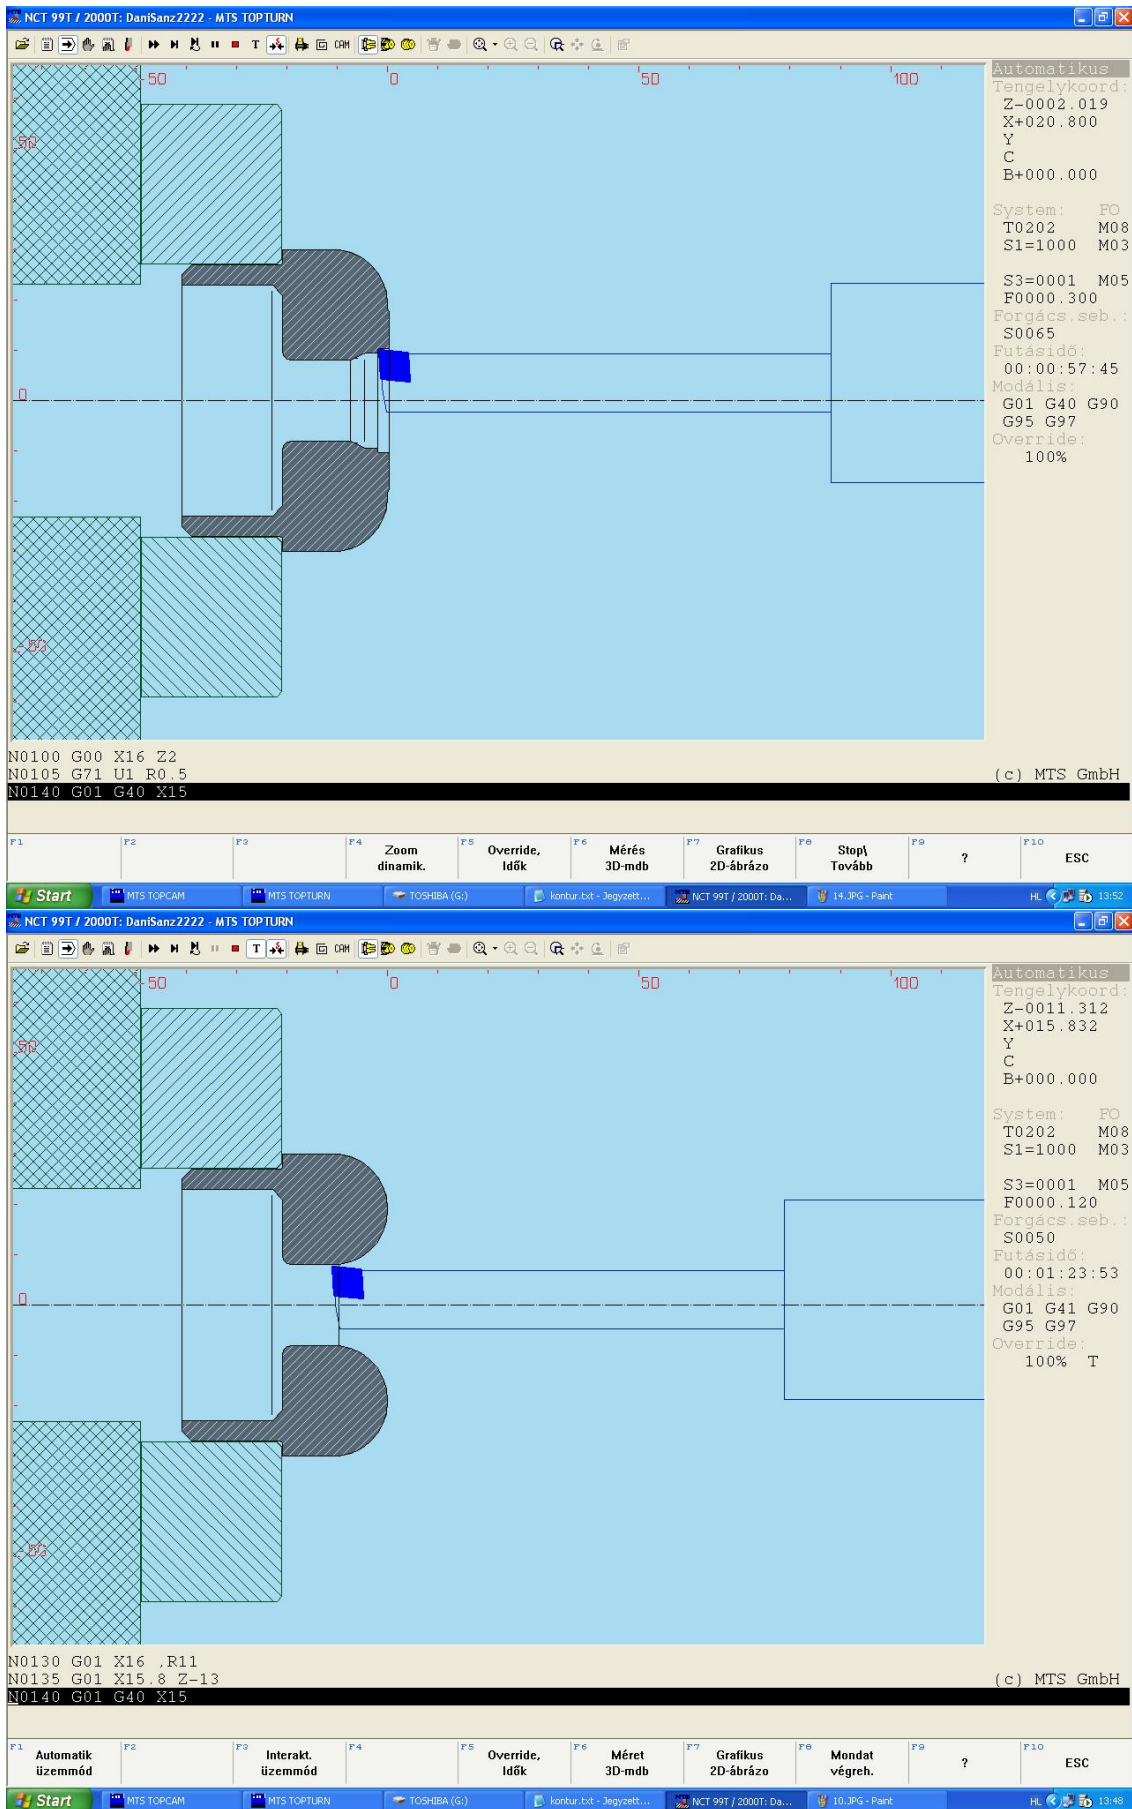 NCT 99T / 2000T: DaniSanz2222 - MTS TOPTURN
T CAM
-50 0 100
50
0
-50
Automatikus
Tengelykoord:
Z-0002.019
X+020.800
Y
C
B+000.000
System: FO
T0202 M08
S1=1000 M03
S3=0001 M05
F0000.300
Forgács.seb.:
S0065
Futásidő:
00:00:57:45
Modális:
G01 G40 G90
G95 G97
Override:
100%
N0100 G00 X16 Z2
N0105 G71 U1 R0.5
(c) MTS GmbH
N0140 G01 G40 X15
F1 F2 F3 F4 Zoom dinamik. F5 Override, Idők F6 Mérés 3D-mdb F7 Grafikus 2D-ábrázo F8 Stop\ Tovább F9 ? F10 ESC
Start MTS TOPCAM MTS TOPTURN TOSHIBA (G:) kontur.txt - Jegyzett... NCT 99T / 2000T: Da... 14.JPG - Paint HL 13:52
NCT 99T / 2000T: DaniSanz2222 - MTS TOPTURN
T CAM
-50 0 50 100
50
0
-50
Automatikus
Tengelykoord:
Z-0011.312
X+015.832
Y
C
B+000.000
System: FO
T0202 M08
S1=1000 M03
S3=0001 M05
F0000.120
Forgács.seb.:
S0050
Futásidő:
00:01:23:53
Modális:
G01 G41 G90
G95 G97
Override:
100% T
N0130 G01 X16 ,R11
N0135 G01 X15.8 Z-13
(c) MTS GmbH
N0140 G01 G40 X15
F1 Automatik üzemmód F2 F3 Interakt. üzemmód F4 F5 Override, Idők F6 Méret 3D-mdb F7 Grafikus 2D-ábrázo F8 Mondat végreh. F9 ? F10 ESC
Start MTS TOPCAM MTS TOPTURN TOSHIBA (G:) kontur.txt - Jegyzett... NCT 99T / 2000T: Da... 10.JPG - Paint HL 13:48